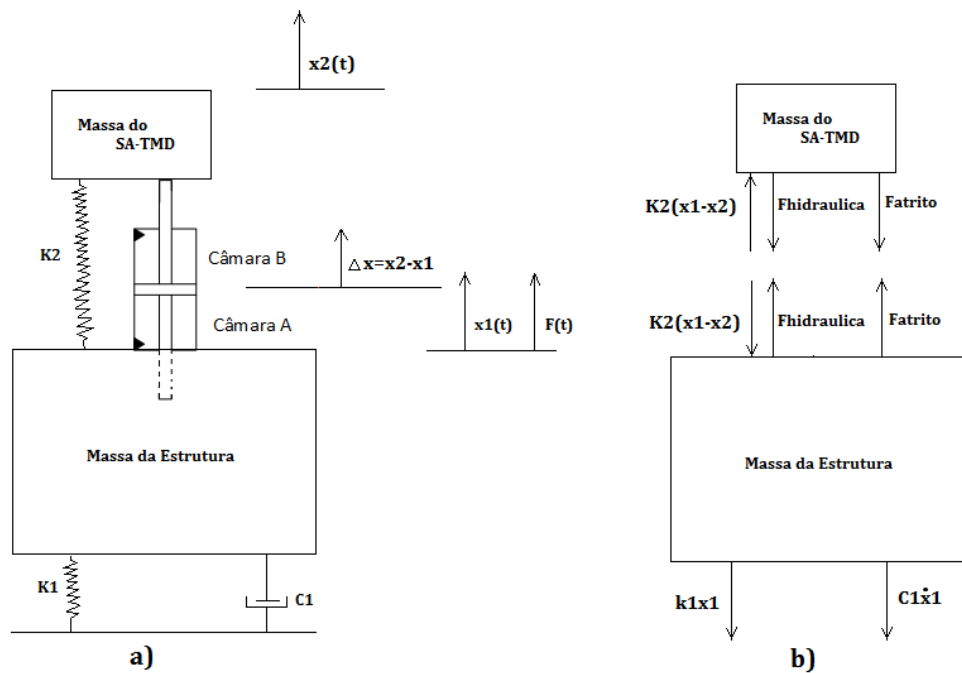 x2(t)
Massa do
SA-TMD
K2
Câmara B
Câmara A
△x=x2-x1
x1(t)
F(t)
Massa da Estrutura
K1
C1
a)
Massa do
SA-TMD
K2(x1-x2)
Fhidraulica
Fatrito
K2(x1-x2)
Fhidraulica
Fatrito
Massa da Estrutura
k1x1
C1ẋ1
b)